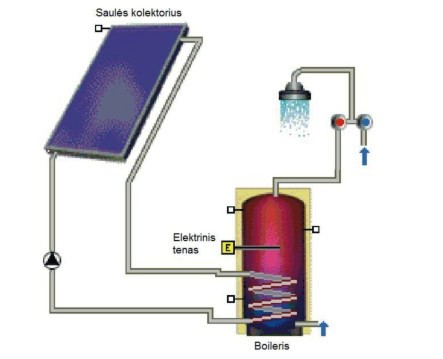 Saulės kolektorius
Elektrinis
tenas
E
Boileris